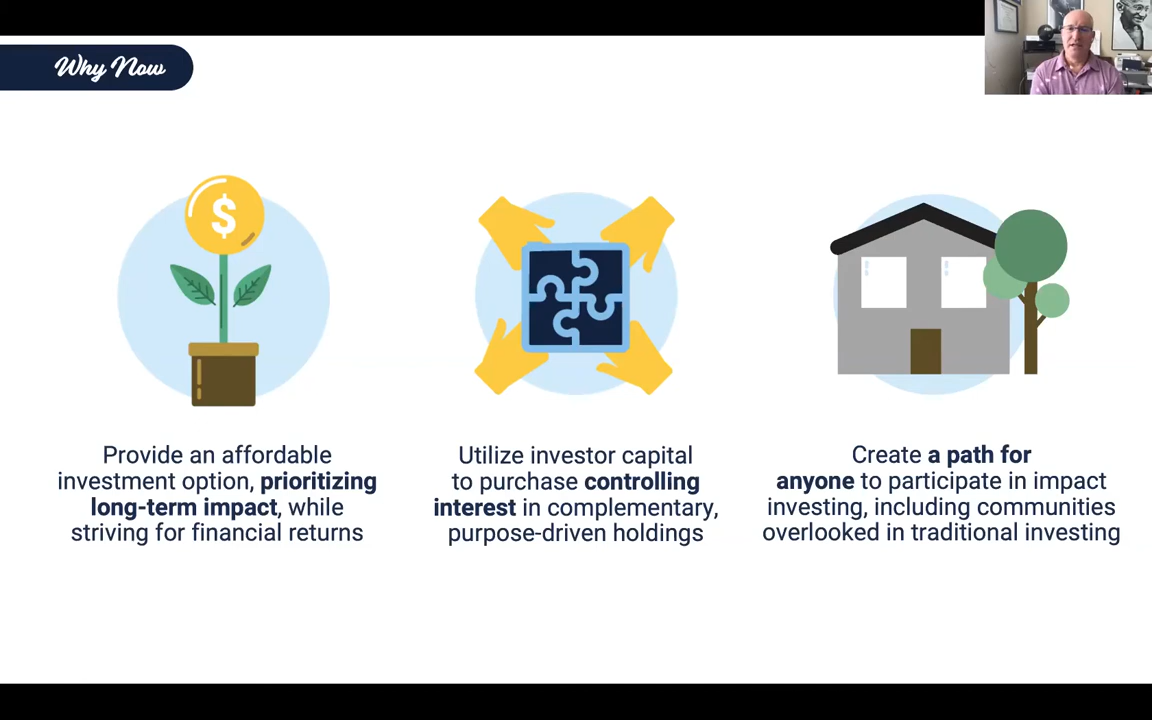 Why Now
$
Provide an affordable
investment option, prioritizing
long-term impact, while
striving for financial returns
Utilize investor capital
to purchase controlling
interest in complementary,
purpose-driven holdings
Create a path for
anyone to participate in impact
investing, including communities
overlooked in traditional investing